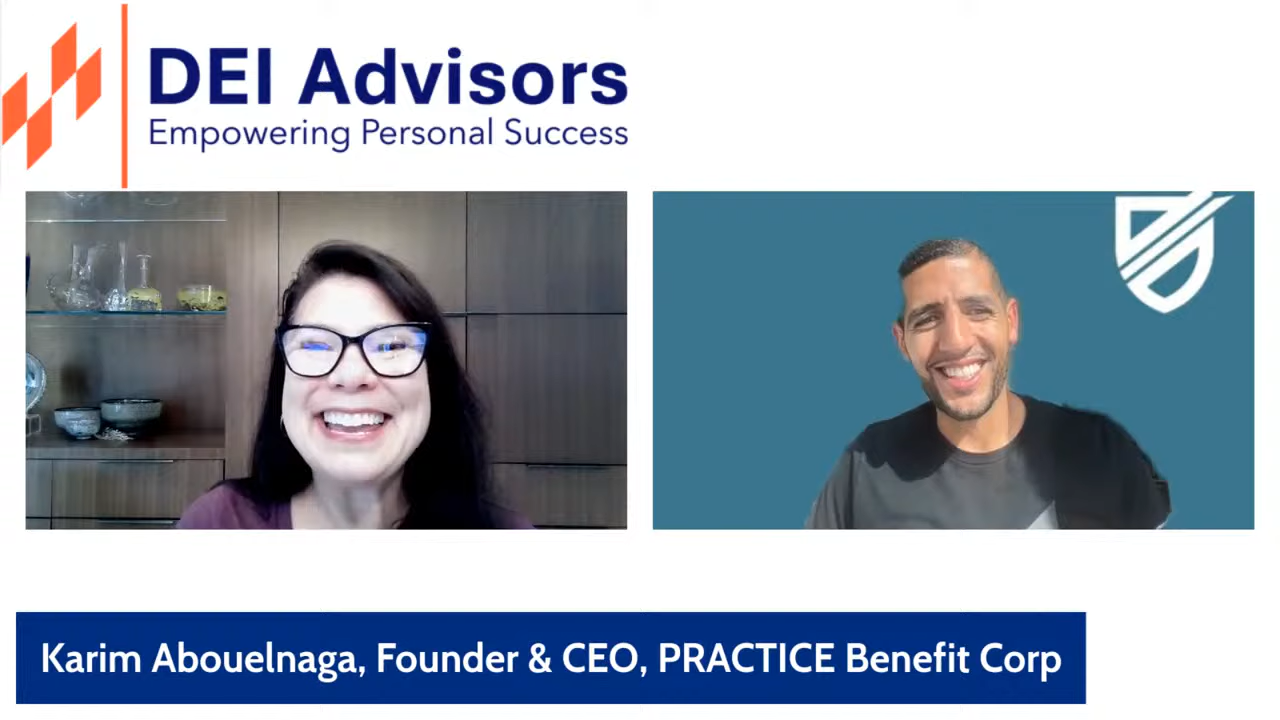 DEI Advisors
Empowering Personal Success
Karim Abouelnaga, Founder & CEO, PRACTICE Benefit Corp